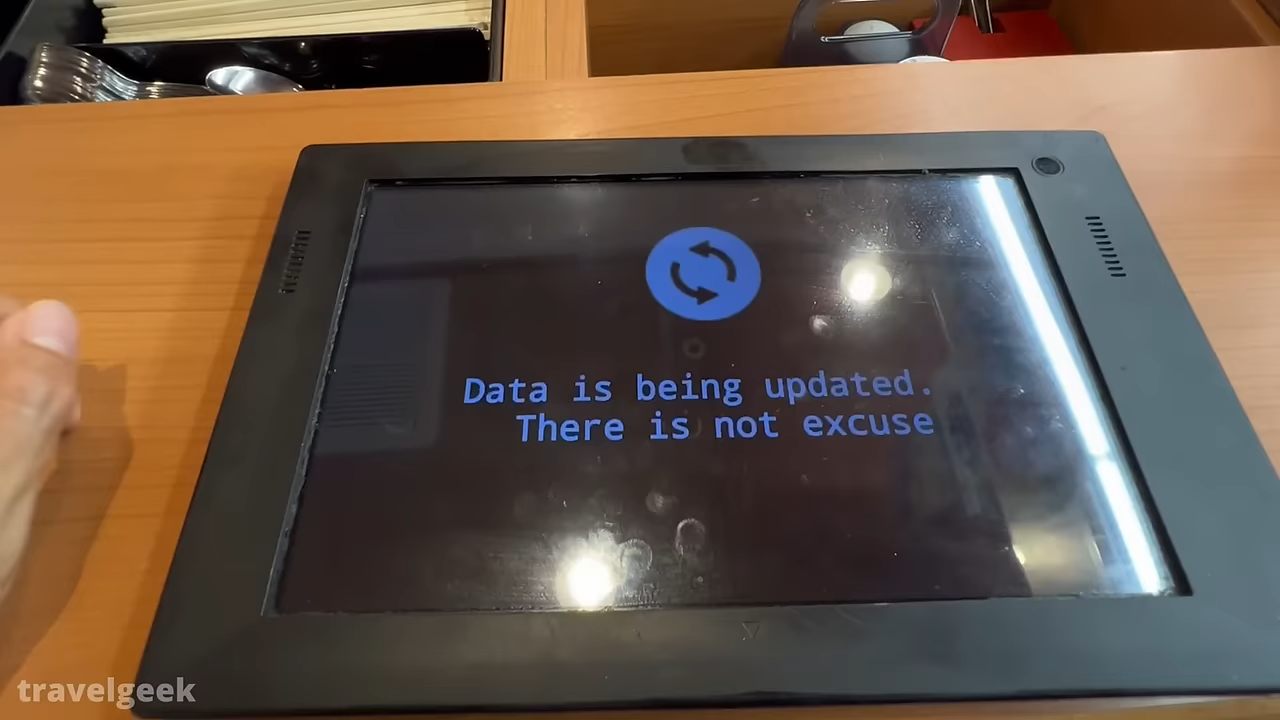 Data is being updated.
There is not excuse
travelgeek